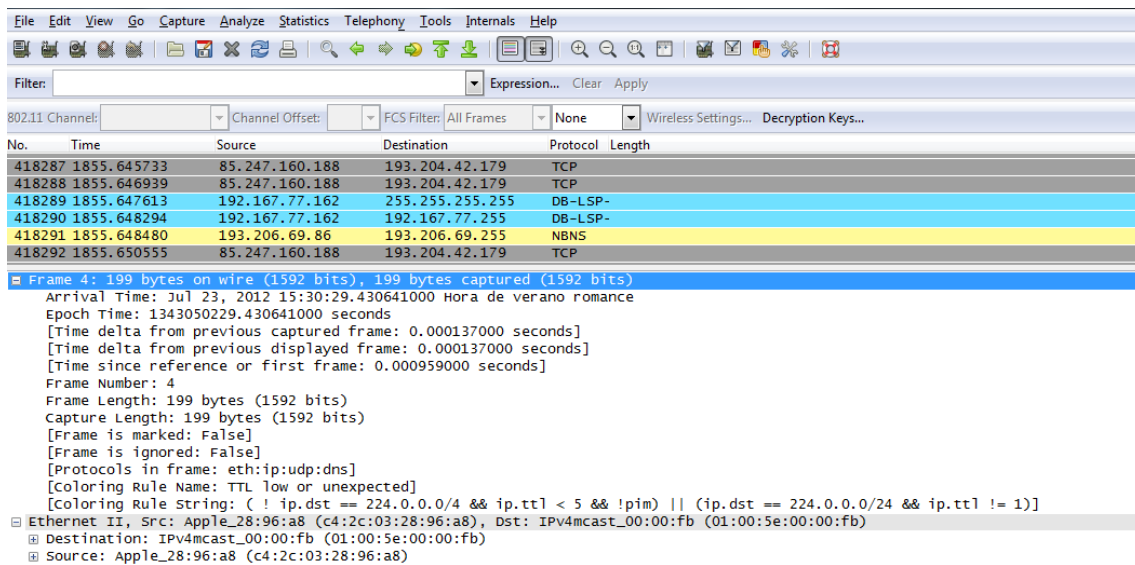 File Edit View Go Capture Analyze Statistics Telephony Tools Internals Help
Filter: Expression... Clear Apply
802.11 Channel: Channel Offset: FCS Filter: All Frames None Wireless Settings... Decryption Keys...
No. Time Source Destination Protocol Length
418287 1855.645733 85.247.160.188 193.204.42.179 TCP
418288 1855.646939 85.247.160.188 193.204.42.179 TCP
418289 1855.647613 192.167.77.162 255.255.255.255 DB-LSP-
418290 1855.648294 192.167.77.162 192.167.77.255 DB-LSP-
418291 1855.648480 193.206.69.86 193.206.69.255 NBNS
418292 1855.650555 85.247.160.188 193.204.42.179 TCP
Frame 4: 199 bytes on wire (1592 bits), 199 bytes captured (1592 bits)
Arrival Time: Jul 23, 2012 15:30:29.430641000 Hora de verano romance
Epoch Time: 1343050229.430641000 seconds
[Time delta from previous captured frame: 0.000137000 seconds]
[Time delta from previous displayed frame: 0.000137000 seconds]
[Time since reference or first frame: 0.000959000 seconds]
Frame Number: 4
Frame Length: 199 bytes (1592 bits)
Capture Length: 199 bytes (1592 bits)
[Frame is marked: False]
[Frame is ignored: False]
[Protocols in frame: eth:ip:udp:dns]
[Coloring Rule Name: TTL low or unexpected]
[Coloring Rule String: ( ! ip.dst == 224.0.0.0/4 && ip.ttl < 5 && !pim) || (ip.dst == 224.0.0.0/24 && ip.ttl != 1)]
Ethernet II, Src: Apple_28:96:a8 (c4:2c:03:28:96:a8), Dst: IPv4mcast_00:00:fb (01:00:5e:00:00:fb)
Destination: IPv4mcast_00:00:fb (01:00:5e:00:00:fb)
Source: Apple_28:96:a8 (c4:2c:03:28:96:a8)